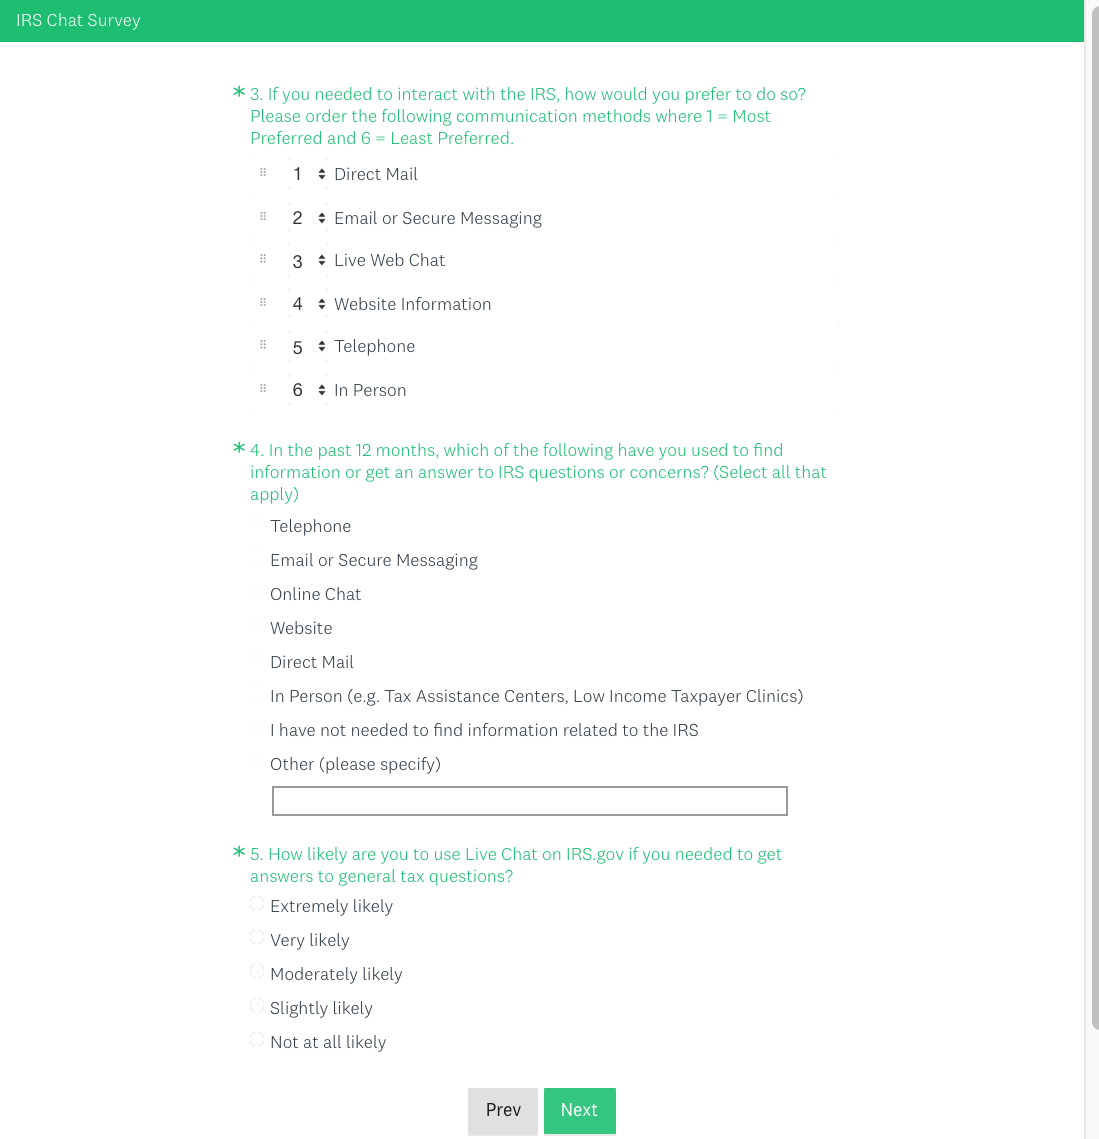 IRS Chat Survey
* 3. If you needed to interact with the IRS, how would you prefer to do so?
Please order the following communication methods where 1 = Most
Preferred and 6 = Least Preferred.
1 Direct Mail
2 Email or Secure Messaging
3 Live Web Chat
4 Website Information
5 Telephone
6 In Person
* 4. In the past 12 months, which of the following have you used to find
information or get an answer to IRS questions or concerns? (Select all that
apply)
Telephone
Email or Secure Messaging
Online Chat
Website
Direct Mail
In Person (e.g. Tax Assistance Centers, Low Income Taxpayer Clinics)
I have not needed to find information related to the IRS
Other (please specify)
* 5. How likely are you to use Live Chat on IRS.gov if you needed to get
answers to general tax questions?
Extremely likely
Very likely
Moderately likely
Slightly likely
Not at all likely
Prev Next